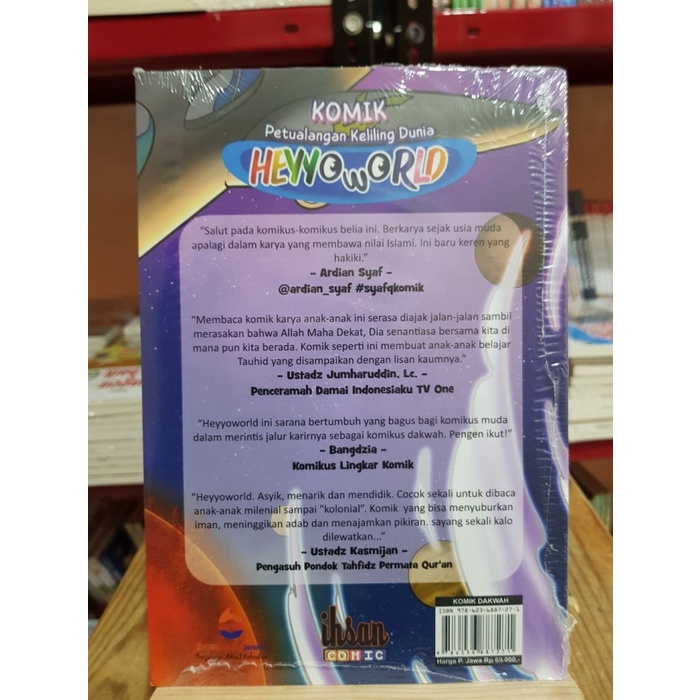 KOMIK
Petualangan Keliling Dunia
HEYYOWORLD
"Salut pada komikus-komikus belia ini. Berkarya sejak usia muda
apalagi dalam karya yang membawa nilai Islami. Ini baru keren yang
hakiki."
– Ardian Syaf –
@ardian_syaf #syafqkomik
"Membaca komik karya anak-anak ini serasa diajak jalan-jalan sambil
merasakan bahwa Allah Maha Dekat, Dia senantiasa bersama kita di
mana pun kita berada. Komik seperti ini membuat anak-anak belajar
Tauhid yang disampaikan dengan lisan kaumnya."
– Ustadz Jumharuddin, Lc. –
Penceramah Damai Indonesiaku TV One
"Heyyoworld ini sarana bertumbuh yang bagus bagi komikus muda
dalam merintis jalur karirnya sebagai komikus dakwah. Pengen ikut!"
– Bangdzia –
Komikus Lingkar Komik
"Heyyoworld. Asyik, menarik dan mendidik. Cocok sekali untuk dibaca
anak-anak milenial sampai "kolonial". Komik yang bisa menyuburkan
iman, meninggikan adab dan menajamkan pikiran. sayang sekali kalo
dilewatkan..."
– Ustadz Kasmijan –
Pengasuh Pondok Tahfidz Permata Qur'an
ihsan
COMIC
KOMIK DAKWAH
ISBN 978-623-6887-27-1
Harga P. Jawa Rp 69.000,-